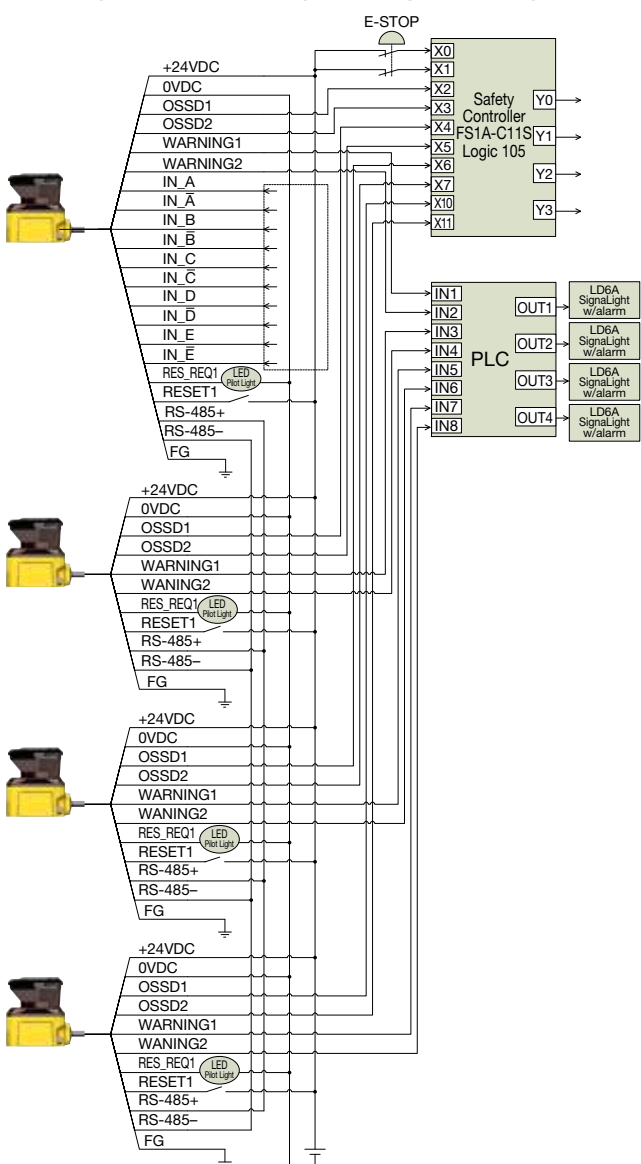 E-STOP
+24VDC
0VDC
OSSD1
OSSD2
WARNING1
WARNING2
IN_A
IN_A̅
IN_B
IN_B̅
IN_C
IN_C̅
IN_D
IN_D̅
IN_E
IN_E̅
RES_REQ1
LED
Pilot Light
RESET1
RS-485+
RS-485–
FG
X0
X1
X2
X3
X4
X5
X6
X7
X10
X11
Safety
Controller
FS1A-C11S
Logic 105
Y0
Y1
Y2
Y3
IN1
IN2
IN3
IN4
IN5
IN6
IN7
IN8
PLC
OUT1
OUT2
OUT3
OUT4
LD6A
SignaLight
w/alarm
LD6A
SignaLight
w/alarm
LD6A
SignaLight
w/alarm
LD6A
SignaLight
w/alarm
+24VDC
0VDC
OSSD1
OSSD2
WARNING1
WANING2
RES_REQ1
LED
Pilot Light
RESET1
RS-485+
RS-485–
FG
+24VDC
0VDC
OSSD1
OSSD2
WARNING1
WANING2
RES_REQ1
LED
Pilot Light
RESET1
RS-485+
RS-485–
FG
+24VDC
0VDC
OSSD1
OSSD2
WARNING1
WANING2
RES_REQ1
LED
Pilot Light
RESET1
RS-485+
RS-485–
FG